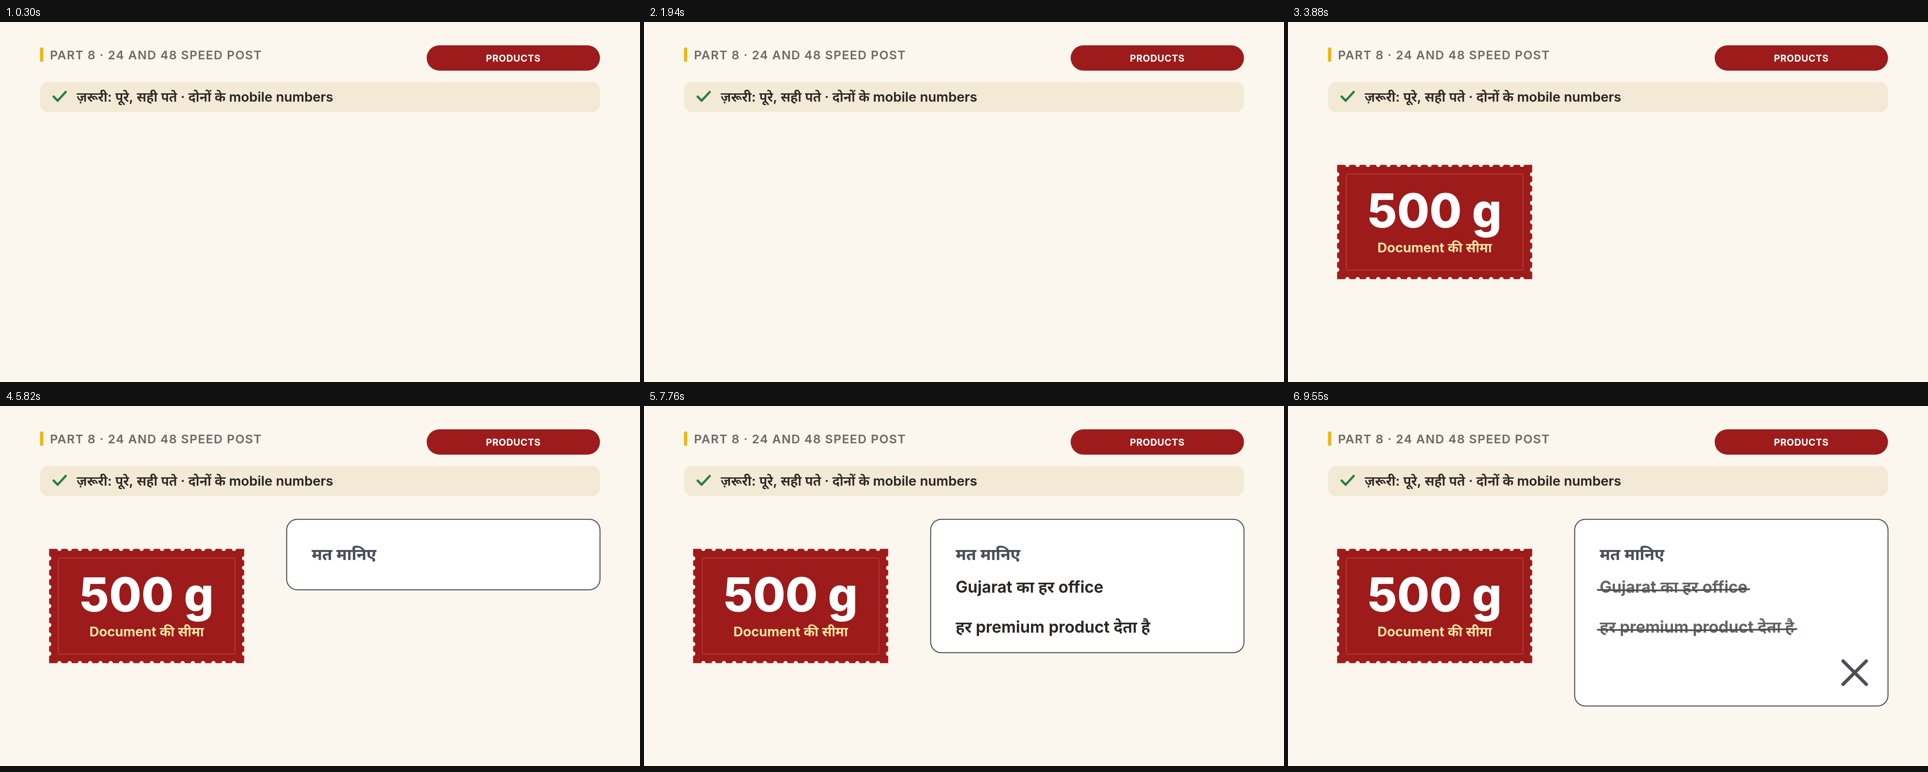 1. 0.30s
PART 8 · 24 AND 48 SPEED POST
PRODUCTS
ज़रूरी: पूरे, सही पते · दोनों के mobile numbers
2. 1.94s
PART 8 · 24 AND 48 SPEED POST
PRODUCTS
ज़रूरी: पूरे, सही पते · दोनों के mobile numbers
3. 3.88s
PART 8 · 24 AND 48 SPEED POST
PRODUCTS
ज़रूरी: पूरे, सही पते · दोनों के mobile numbers
500 g
Document की सीमा
4. 5.82s
PART 8 · 24 AND 48 SPEED POST
PRODUCTS
ज़रूरी: पूरे, सही पते · दोनों के mobile numbers
500 g
Document की सीमा
मत मानिए
5. 7.76s
PART 8 · 24 AND 48 SPEED POST
PRODUCTS
ज़रूरी: पूरे, सही पते · दोनों के mobile numbers
500 g
Document की सीमा
मत मानिए
Gujarat का हर office
हर premium product देता है
6. 9.55s
PART 8 · 24 AND 48 SPEED POST
PRODUCTS
ज़रूरी: पूरे, सही पते · दोनों के mobile numbers
500 g
Document की सीमा
मत मानिए
Gujarat का हर office
हर premium product देता है